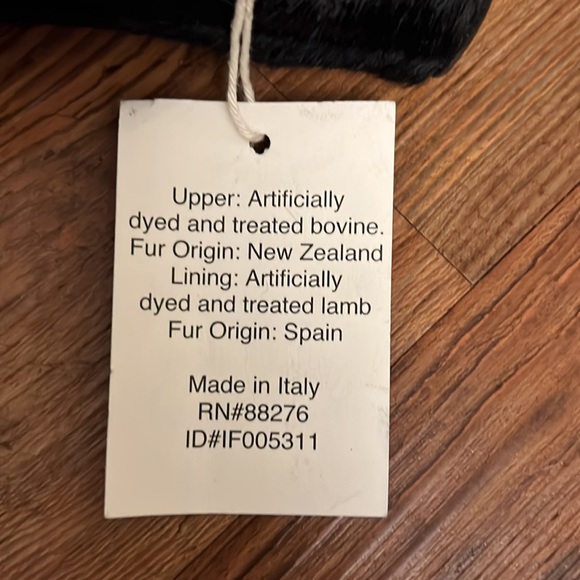 Upper: Artificially
dyed and treated bovine.
Fur Origin: New Zealand
Lining: Artificially
dyed and treated lamb
Fur Origin: Spain
Made in Italy
RN#88276
ID#IF005311